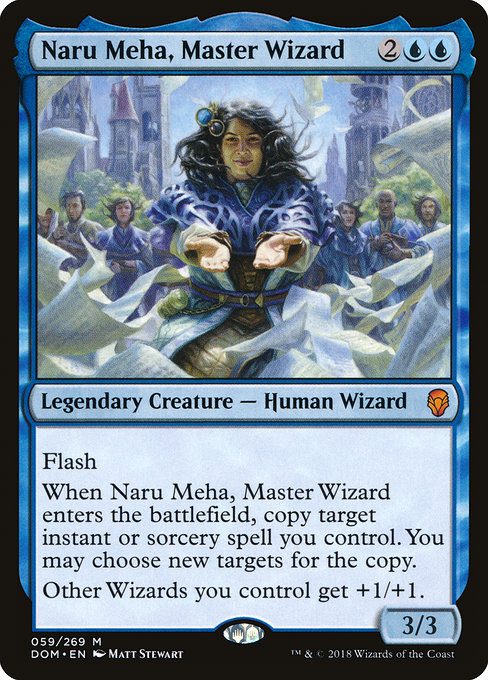 Naru Meha, Master Wizard 2
Legendary Creature — Human Wizard
Flash
When Naru Meha, Master Wizard
enters the battlefield, copy target
instant or sorcery spell you control. You
may choose new targets for the copy.
Other Wizards you control get +1/+1.
3/3
059/269 M
DOM • EN Matt Stewart
™ & © 2018 Wizards of the Coast